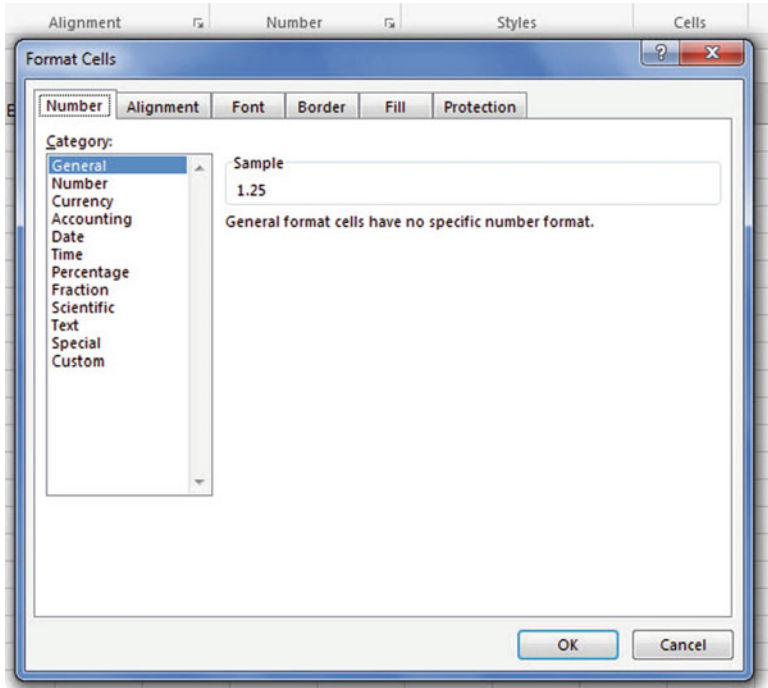 Alignment Number Styles Cells
Format Cells
Number Alignment Font Border Fill Protection
Category:
General
Number
Currency
Accounting
Date
Time
Percentage
Fraction
Scientific
Text
Special
Custom
Sample
1.25
General format cells have no specific number format.
OK Cancel